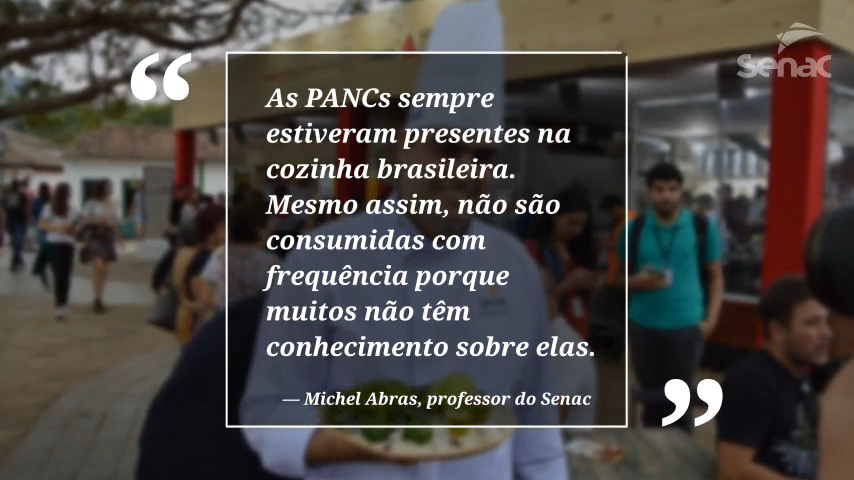 Senac
“
As PANCs sempre
estiveram presentes na
cozinha brasileira.
Mesmo assim, não são
consumidas com
frequência porque
muitos não têm
conhecimento sobre elas.
— Michel Abras, professor do Senac
”